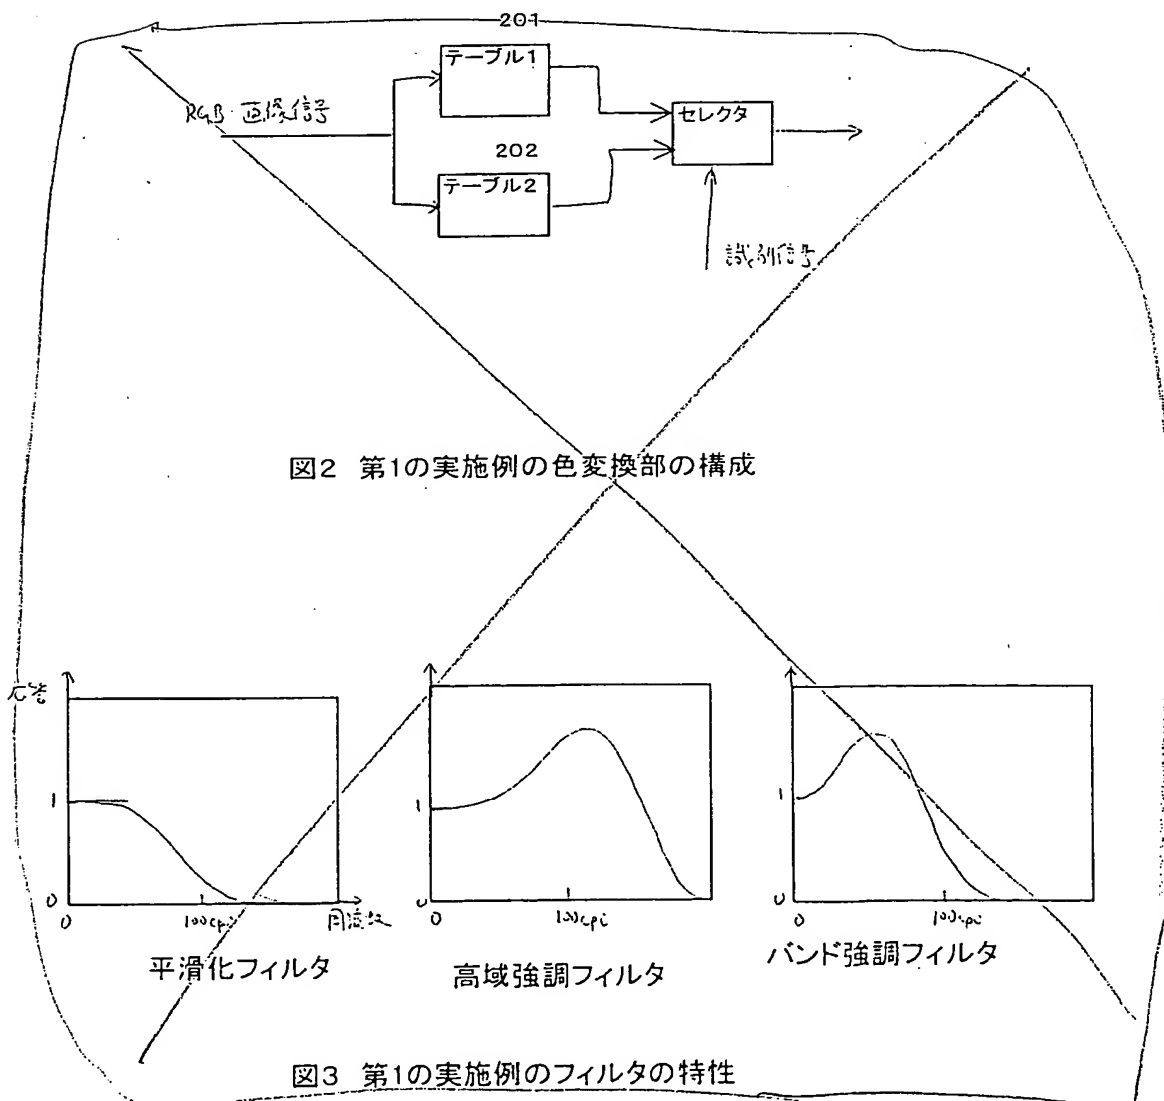 201
テーブル1
RGB 画像信号
セレクタ
202
テーブル2
識別信号
図2 第1の実施例の色変換部の構成
応答
1
0
0
100cpi
周波数
平滑化フィルタ
1
0
0
100cpi
高域強調フィルタ
1
0
0
100cpi
バンド強調フィルタ
図3 第1の実施例のフィルタの特性